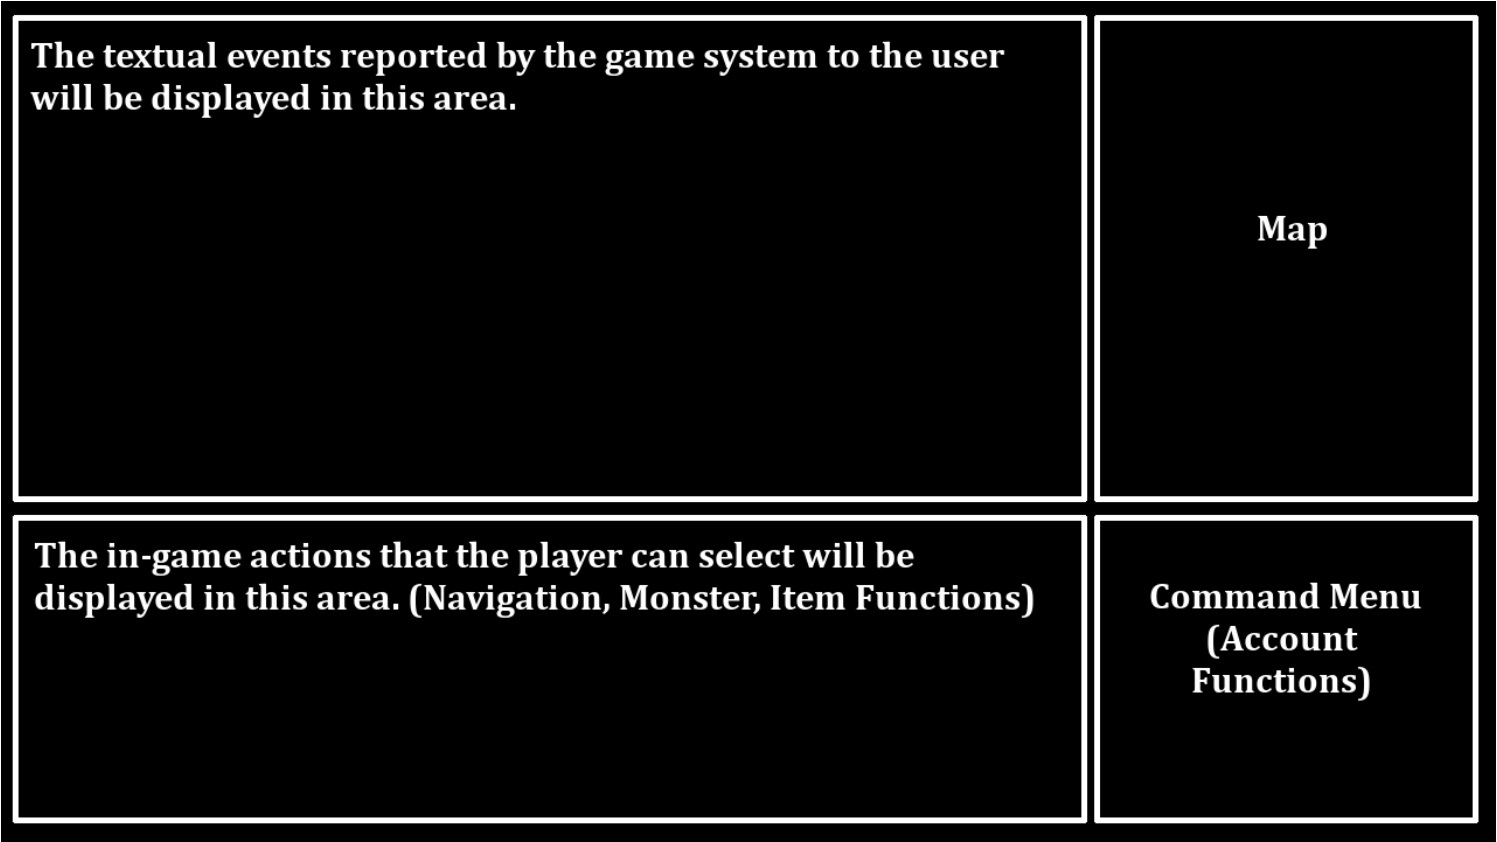 The textual events reported by the game system to the user
will be displayed in this area.
Map
The in-game actions that the player can select will be
displayed in this area. (Navigation, Monster, Item Functions)
Command Menu
(Account
Functions)